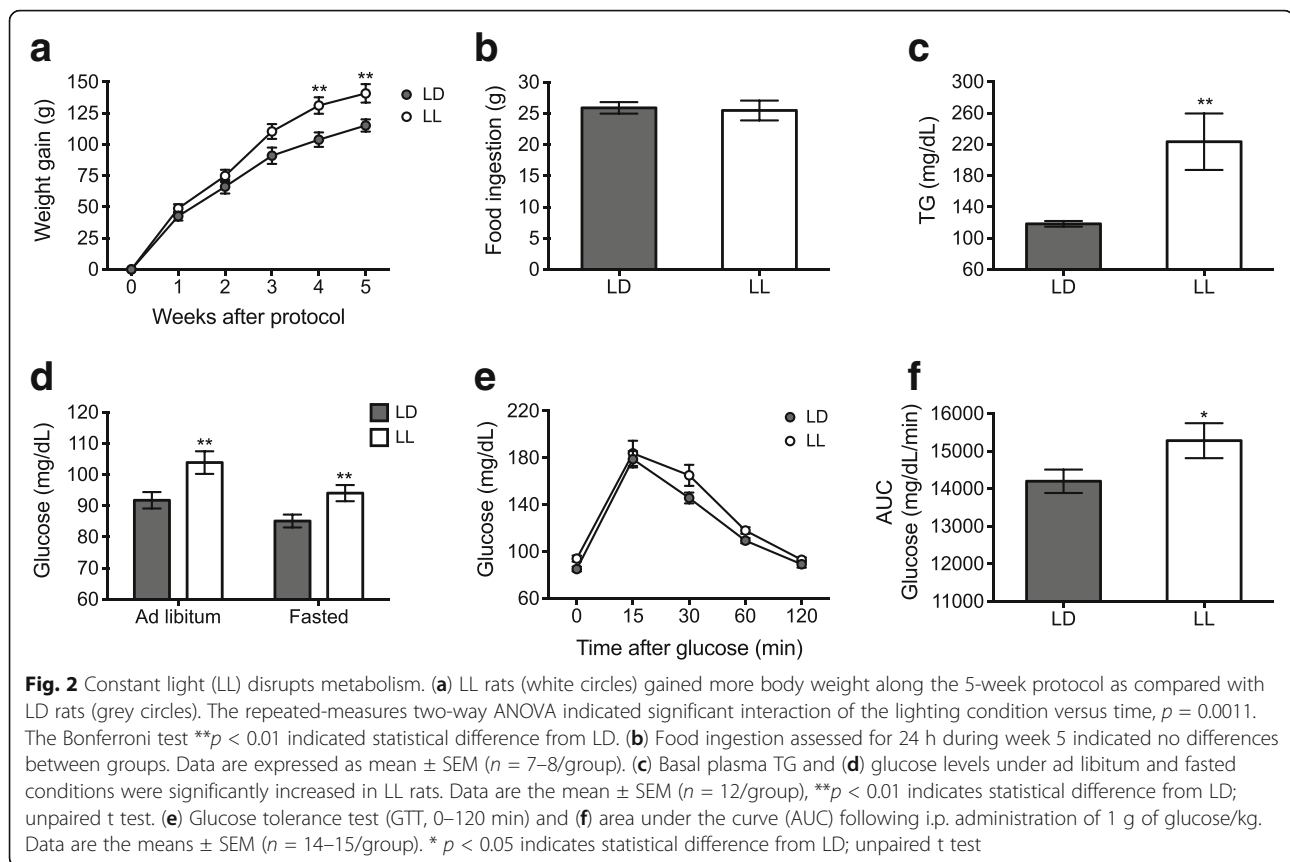 a
Weight gain (g)
150
125
100
75
50
25
0
** **
LD
LL
0 1 2 3 4 5
Weeks after protocol
b
Food ingestion (g)
30
25
20
15
10
5
0
LD LL
c
TG (mg/dL)
300
260
220
180
140
100
60
**
LD LL
d
Glucose (mg/dL)
120
110
100
90
80
70
60
** **
LD
LL
Ad libitum Fasted
e
Glucose (mg/dL)
220
180
140
100
60
LD
LL
0 15 30 60 120
Time after glucose (min)
f
AUC
Glucose (mg/dL/min)
16000
15000
14000
13000
12000
11000
*
LD LL
Fig. 2 Constant light (LL) disrupts metabolism. (a) LL rats (white circles) gained more body weight along the 5-week protocol as compared with
LD rats (grey circles). The repeated-measures two-way ANOVA indicated significant interaction of the lighting condition versus time, p = 0.0011.
The Bonferroni test **p < 0.01 indicated statistical difference from LD. (b) Food ingestion assessed for 24 h during week 5 indicated no differences
between groups. Data are expressed as mean ± SEM (n = 7–8/group). (c) Basal plasma TG and (d) glucose levels under ad libitum and fasted
conditions were significantly increased in LL rats. Data are the mean ± SEM (n = 12/group), **p < 0.01 indicates statistical difference from LD;
unpaired t test. (e) Glucose tolerance test (GTT, 0–120 min) and (f) area under the curve (AUC) following i.p. administration of 1 g of glucose/kg.
Data are the means ± SEM (n = 14–15/group). * p < 0.05 indicates statistical difference from LD; unpaired t test